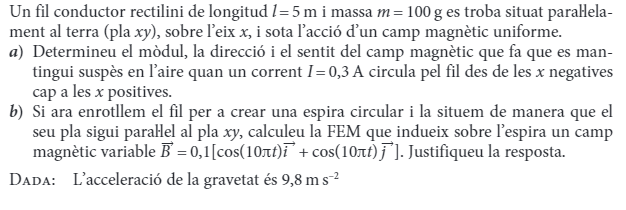 Un fil conductor rectilini de longitud l = 5 m i massa m = 100 g es troba situat paral·lela-
ment al terra (pla xy), sobre l'eix x, i sota l'acció d'un camp magnètic uniforme.
a) Determineu el mòdul, la direcció i el sentit del camp magnètic que fa que es man-
tingui suspès en l'aire quan un corrent I = 0,3 A circula pel fil des de les x negatives
cap a les x positives.
b) Si ara enrotllem el fil per a crear una espira circular i la situem de manera que el
seu pla sigui paral·lel al pla xy, calculeu la FEM que indueix sobre l'espira un camp
magnètic variable B⃗ = 0,1[cos(10πt)i⃗ + cos(10πt)j⃗ ]. Justifiqueu la resposta.
DADA: L'acceleració de la gravetat és 9,8 m s⁻²